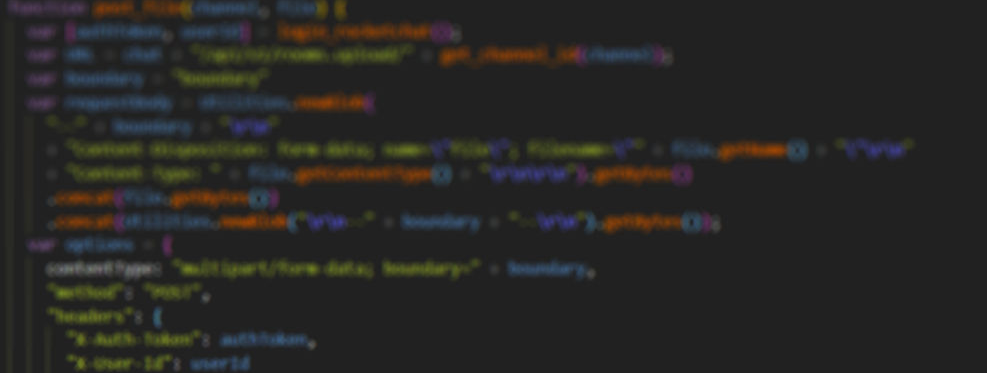 function post_file(channel, file) {
var [authToken, userId] = login_rocketchat();
var URL = chat + "/api/v1/rooms.upload/" + get_channel_id(channel);
var boundary = "boundary"
var requestBody = Utilities.newBlob(
"--" + boundary + "\r\n"
+ "Content-Disposition: form-data; name=\"file\"; filename=\"" + file.getName() + "\"\r\n"
+ "Content-Type: " + file.getContentType() + "\r\n\r\n").getBytes()
.concat(file.getBytes())
.concat(Utilities.newBlob("\r\n--" + boundary + "--\r\n").getBytes());
var options = {
contentType: "multipart/form-data; boundary=" + boundary,
"method": "POST",
"headers": {
"X-Auth-Token": authToken,
"X-User-Id": userId